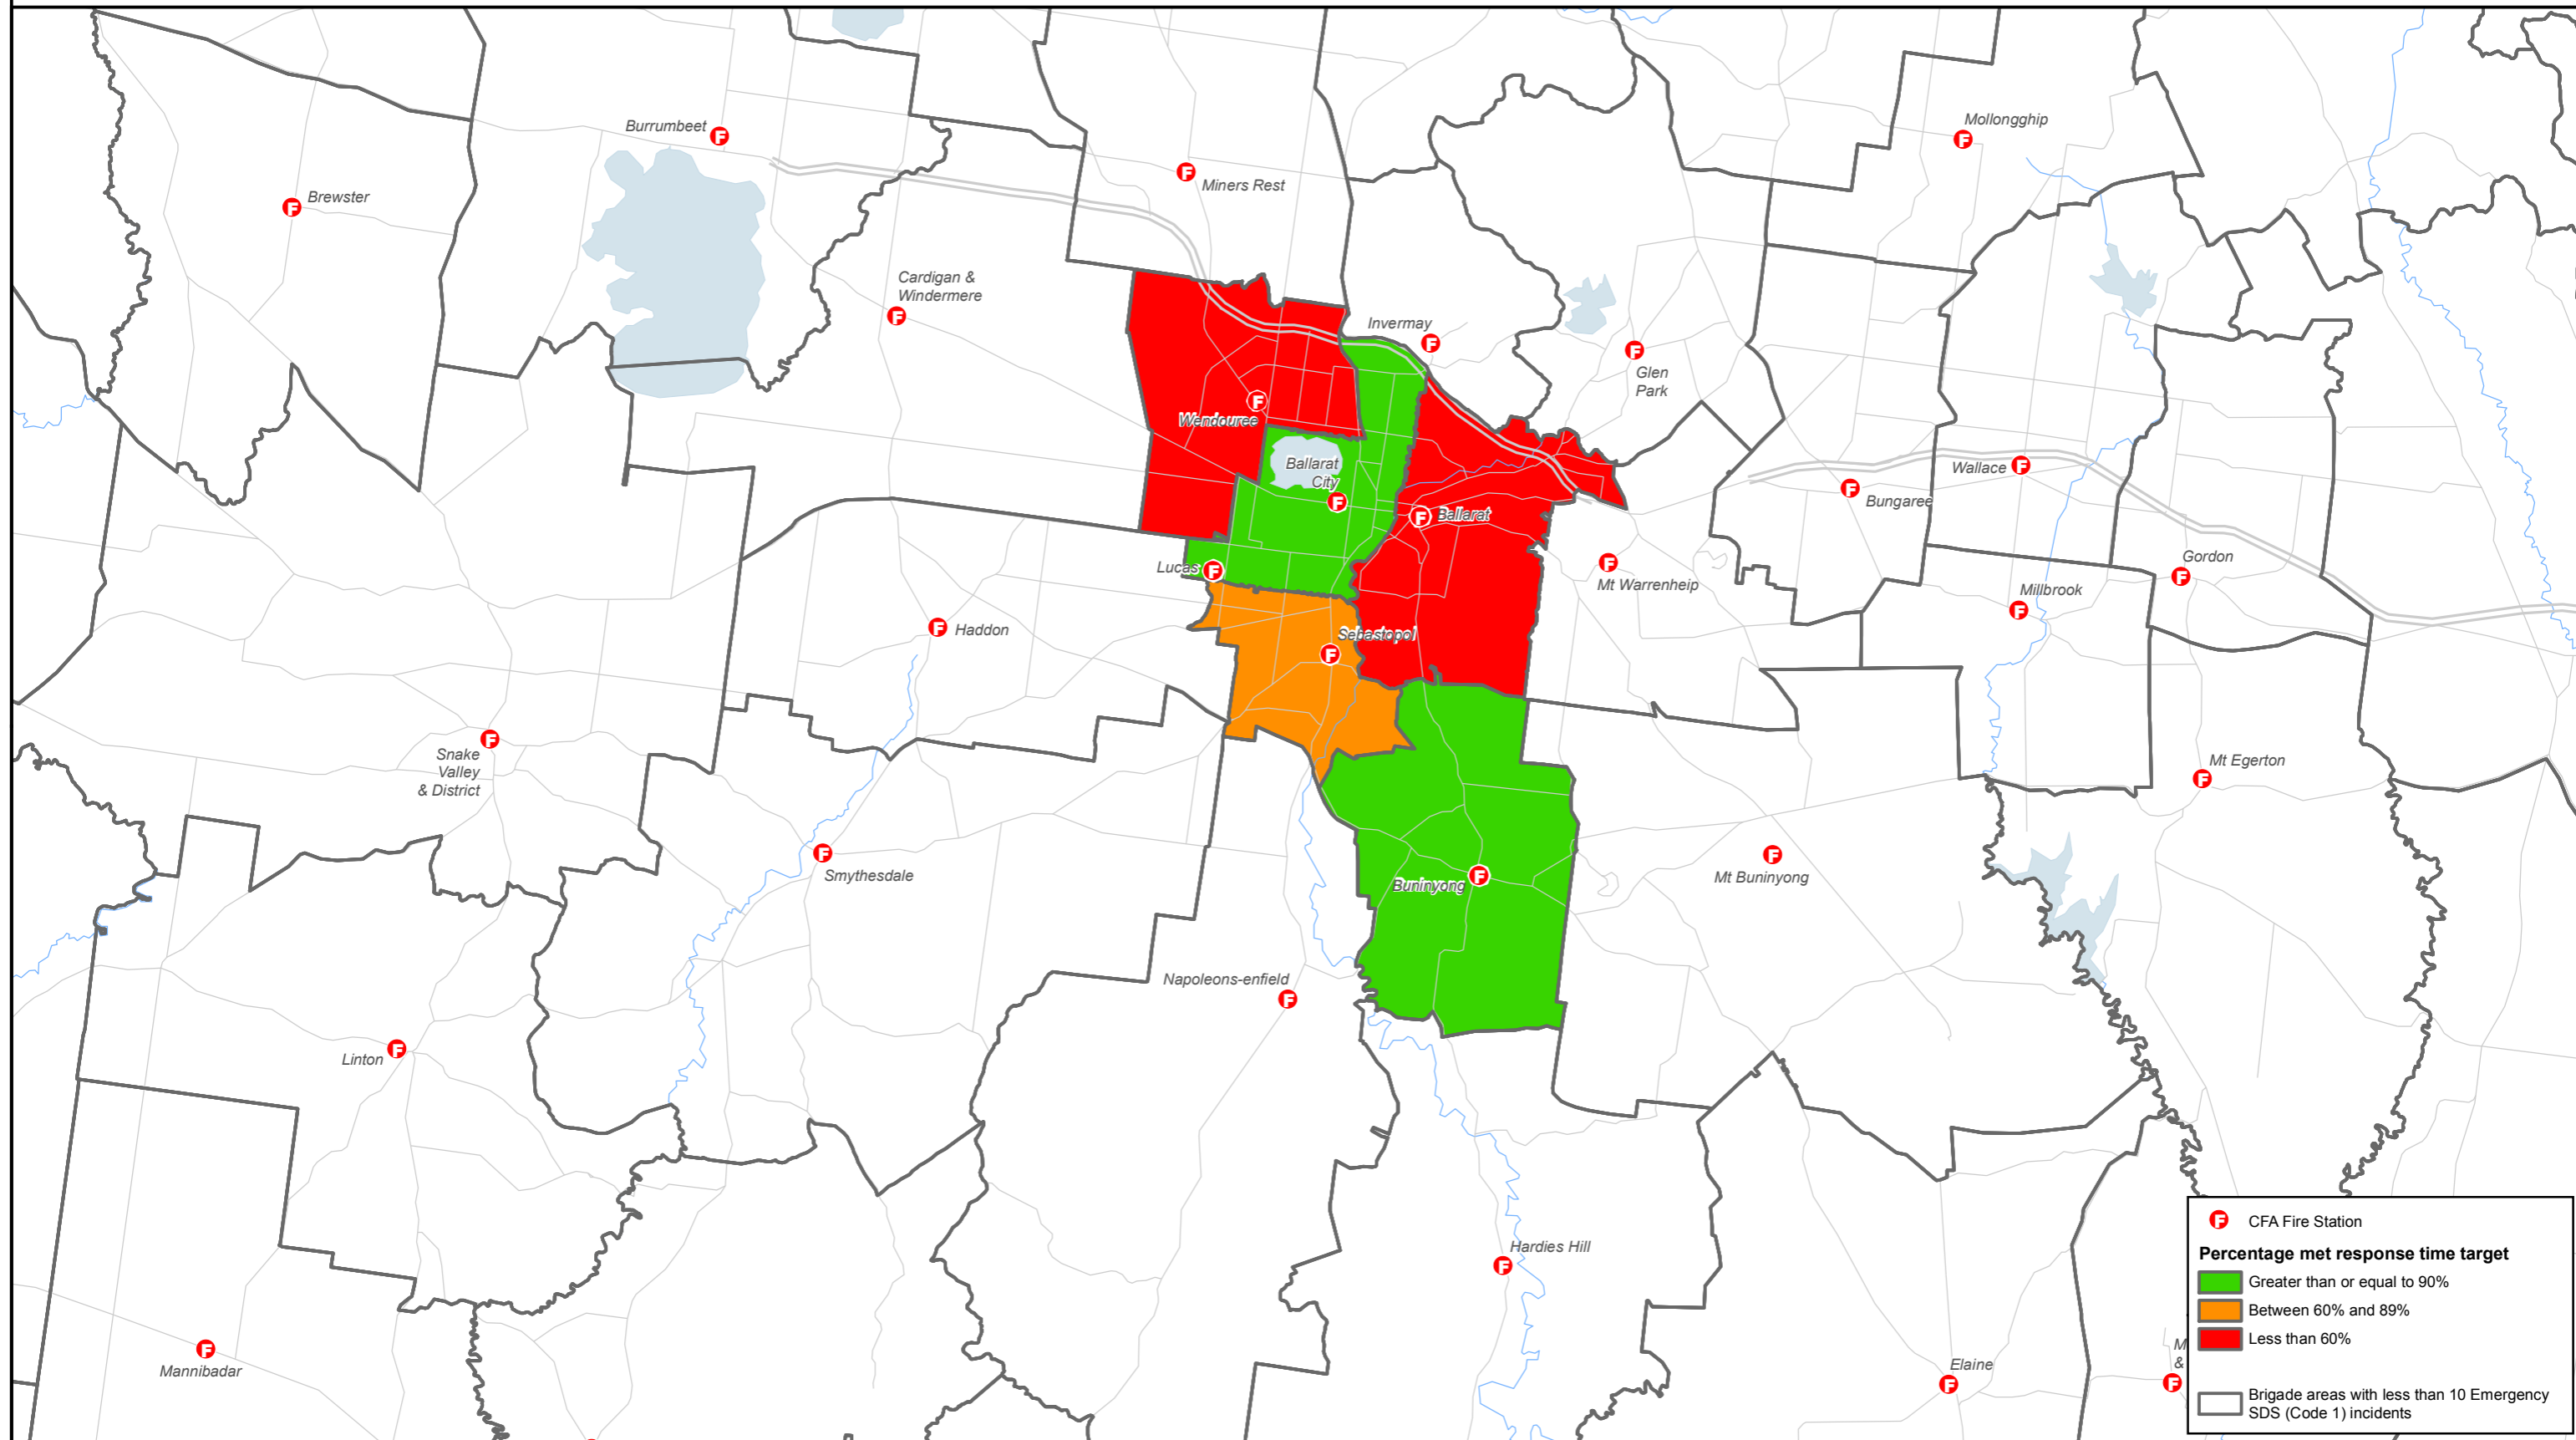 Mollongghip
Burrumbeet
Miners Rest
Brewster
Cardigan &
Windermere
Invermay
Glen
Park
Wendouree
Ballarat
City
Wallace
Bungaree
Ballarat
Gordon
Lucas
Mt Warrenheip
Millbrook
Haddon
Sebastopol
Snake
Valley
& District
Mt Egerton
Smythesdale
Buninyong
Mt Buninyong
Napoleons-enfield
Linton
Hardies Hill
Mannibadar
Elaine
M
&
F CFA Fire Station
Percentage met response time target
Greater than or equal to 90%
Between 60% and 89%
Less than 60%
Brigade areas with less than 10 Emergency
SDS (Code 1) incidents